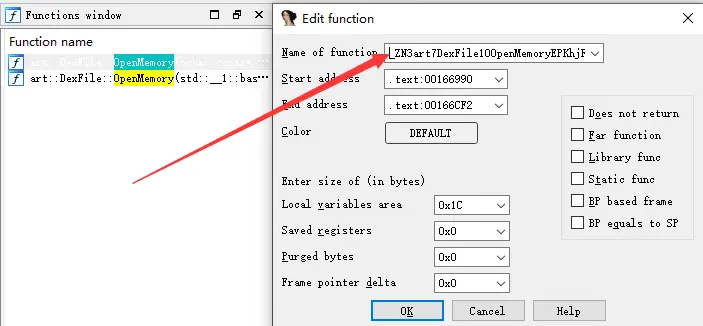 Functions window
Function name
art::DexFile::OpenMemory(uchar const…
art::DexFile::OpenMemory(std::__1::bas…
Edit function
Name of function
_ZN3art7DexFile10OpenMemoryEPKhjR
Start address
.text:00166990
End address
.text:00166CF2
Color
DEFAULT
Does not return
Far function
Library func
Static func
BP based frame
BP equals to SP
Enter size of (in bytes)
Local variables area
0x1C
Saved registers
0x0
Purged bytes
0x0
Frame pointer delta
0x0
OK
Cancel
Help